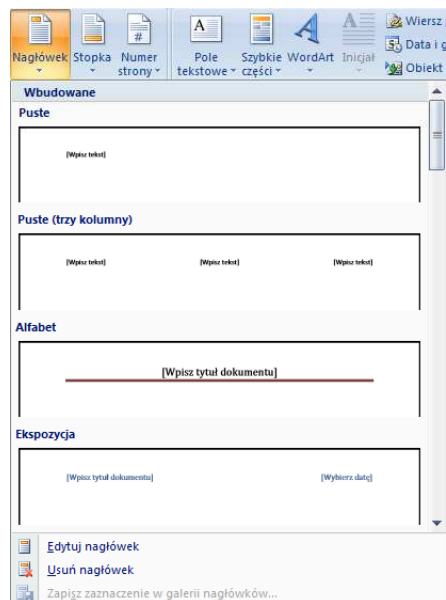 Nagłówek Stopka Numer strony Pole tekstowe Szybkie części WordArt Inicjał Wiersz
Data i g
Obiekt
A # A A S
Wbudowane
Puste
[Wpisz tekst]
Puste (trzy kolumny)
[Wpisz tekst] [Wpisz tekst] [Wpisz tekst]
Alfabet
[Wpisz tytuł dokumentu]
Ekspozycja
[Wpisz tytuł dokumentu] [Wybierz datę]
Edytuj nagłówek
Usuń nagłówek
Zapisz zaznaczenie w galerii nagłówków...